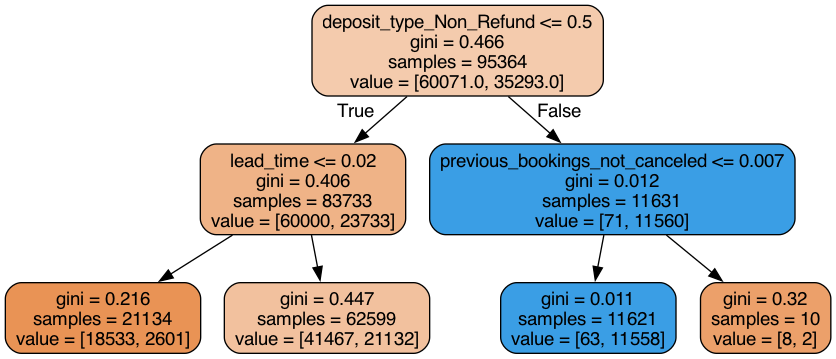 deposit_type_Non_Refund <= 0.5
gini = 0.466
samples = 95364
value = [60071.0, 35293.0]
True
False
lead_time <= 0.02
gini = 0.406
samples = 83733
value = [60000, 23733]
previous_bookings_not_canceled <= 0.007
gini = 0.012
samples = 11631
value = [71, 11560]
gini = 0.216
samples = 21134
value = [18533, 2601]
gini = 0.447
samples = 62599
value = [41467, 21132]
gini = 0.011
samples = 11621
value = [63, 11558]
gini = 0.32
samples = 10
value = [8, 2]